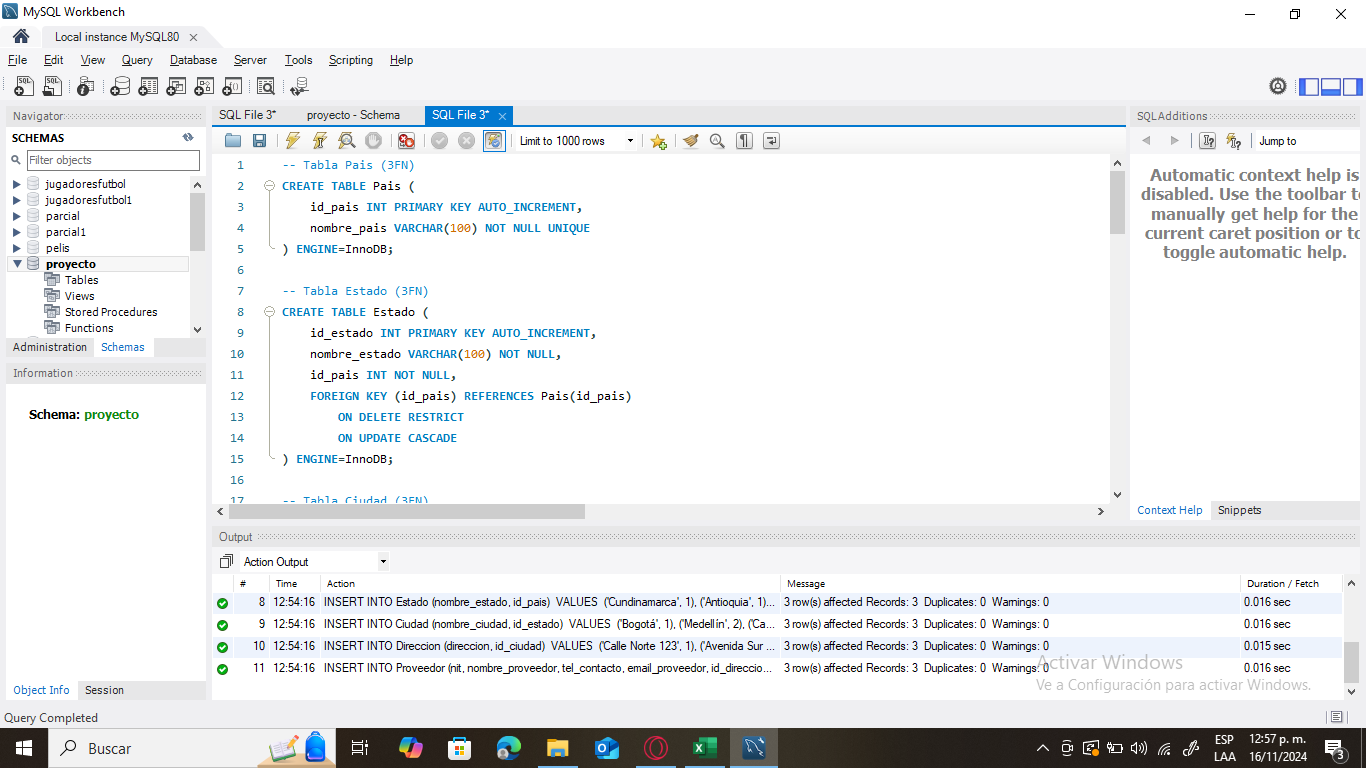 MySQL Workbench
Local instance MySQL80
File Edit View Query Database Server Tools Scripting Help
Navigator
SCHEMAS
Filter objects
jugadoresfutbol
jugadoresfutbol1
parcial
parcial1
pelis
proyecto
Tables
Views
Stored Procedures
Functions
Administration Schemas
Information
Schema: proyecto
Object Info Session
SQL File 3* proyecto - Schema SQL File 3*
Limit to 1000 rows
1 -- Tabla Pais (3FN)
2 CREATE TABLE Pais (
3 id_pais INT PRIMARY KEY AUTO_INCREMENT,
4 nombre_pais VARCHAR(100) NOT NULL UNIQUE
5 ) ENGINE=InnoDB;
6
7 -- Tabla Estado (3FN)
8 CREATE TABLE Estado (
9 id_estado INT PRIMARY KEY AUTO_INCREMENT,
10 nombre_estado VARCHAR(100) NOT NULL,
11 id_pais INT NOT NULL,
12 FOREIGN KEY (id_pais) REFERENCES Pais(id_pais)
13 ON DELETE RESTRICT
14 ON UPDATE CASCADE
15 ) ENGINE=InnoDB;
16
17 -- Tabla Ciudad (3FN)
SQLAdditions
Jump to
Automatic context help is
disabled. Use the toolbar to
manually get help for the
current caret position or to
toggle automatic help.
Context Help Snippets
Output
Action Output
# Time Action Message Duration / Fetch
8 12:54:16 INSERT INTO Estado (nombre_estado, id_pais) VALUES ('Cundinamarca', 1), ('Antioquia', 1)... 3 row(s) affected Records: 3 Duplicates: 0 Warnings: 0 0.016 sec
9 12:54:16 INSERT INTO Ciudad (nombre_ciudad, id_estado) VALUES ('Bogotá', 1), ('Medellín', 2), ('Ca... 3 row(s) affected Records: 3 Duplicates: 0 Warnings: 0 0.016 sec
10 12:54:16 INSERT INTO Direccion (direccion, id_ciudad) VALUES ('Calle Norte 123', 1), ('Avenida Sur ... 3 row(s) affected Records: 3 Duplicates: 0 Warnings: 0 0.015 sec
11 12:54:16 INSERT INTO Proveedor (nit, nombre_proveedor, tel_contacto, email_proveedor, id_direccio... 3 row(s) affected Records: 3 Duplicates: 0 Warnings: 0 0.016 sec
Activar Windows
Ve a Configuración para activar Windows.
Query Completed
Buscar
ESP
LAA
12:57 p. m.
16/11/2024
3